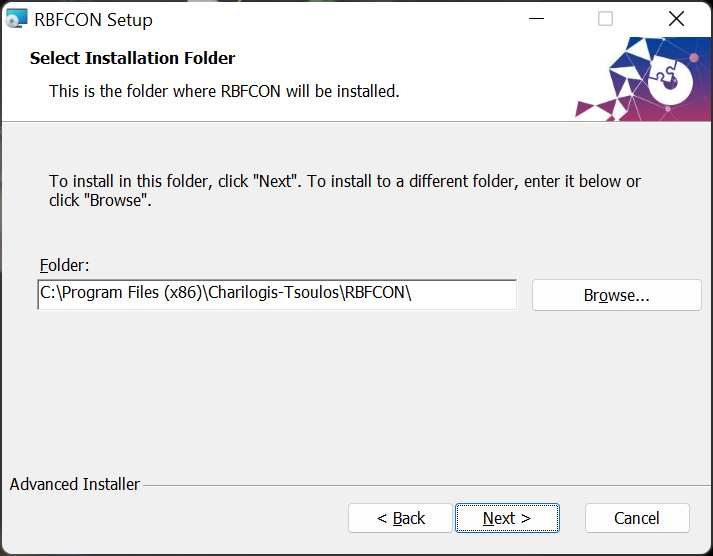 RBFCON Setup
Select Installation Folder
This is the folder where RBFCON will be installed.
To install in this folder, click "Next". To install to a different folder, enter it below or
click "Browse".
Folder:
C:\Program Files (x86)\Charilogis-Tsoulos\RBFCON\
Browse...
Advanced Installer
< Back
Next >
Cancel